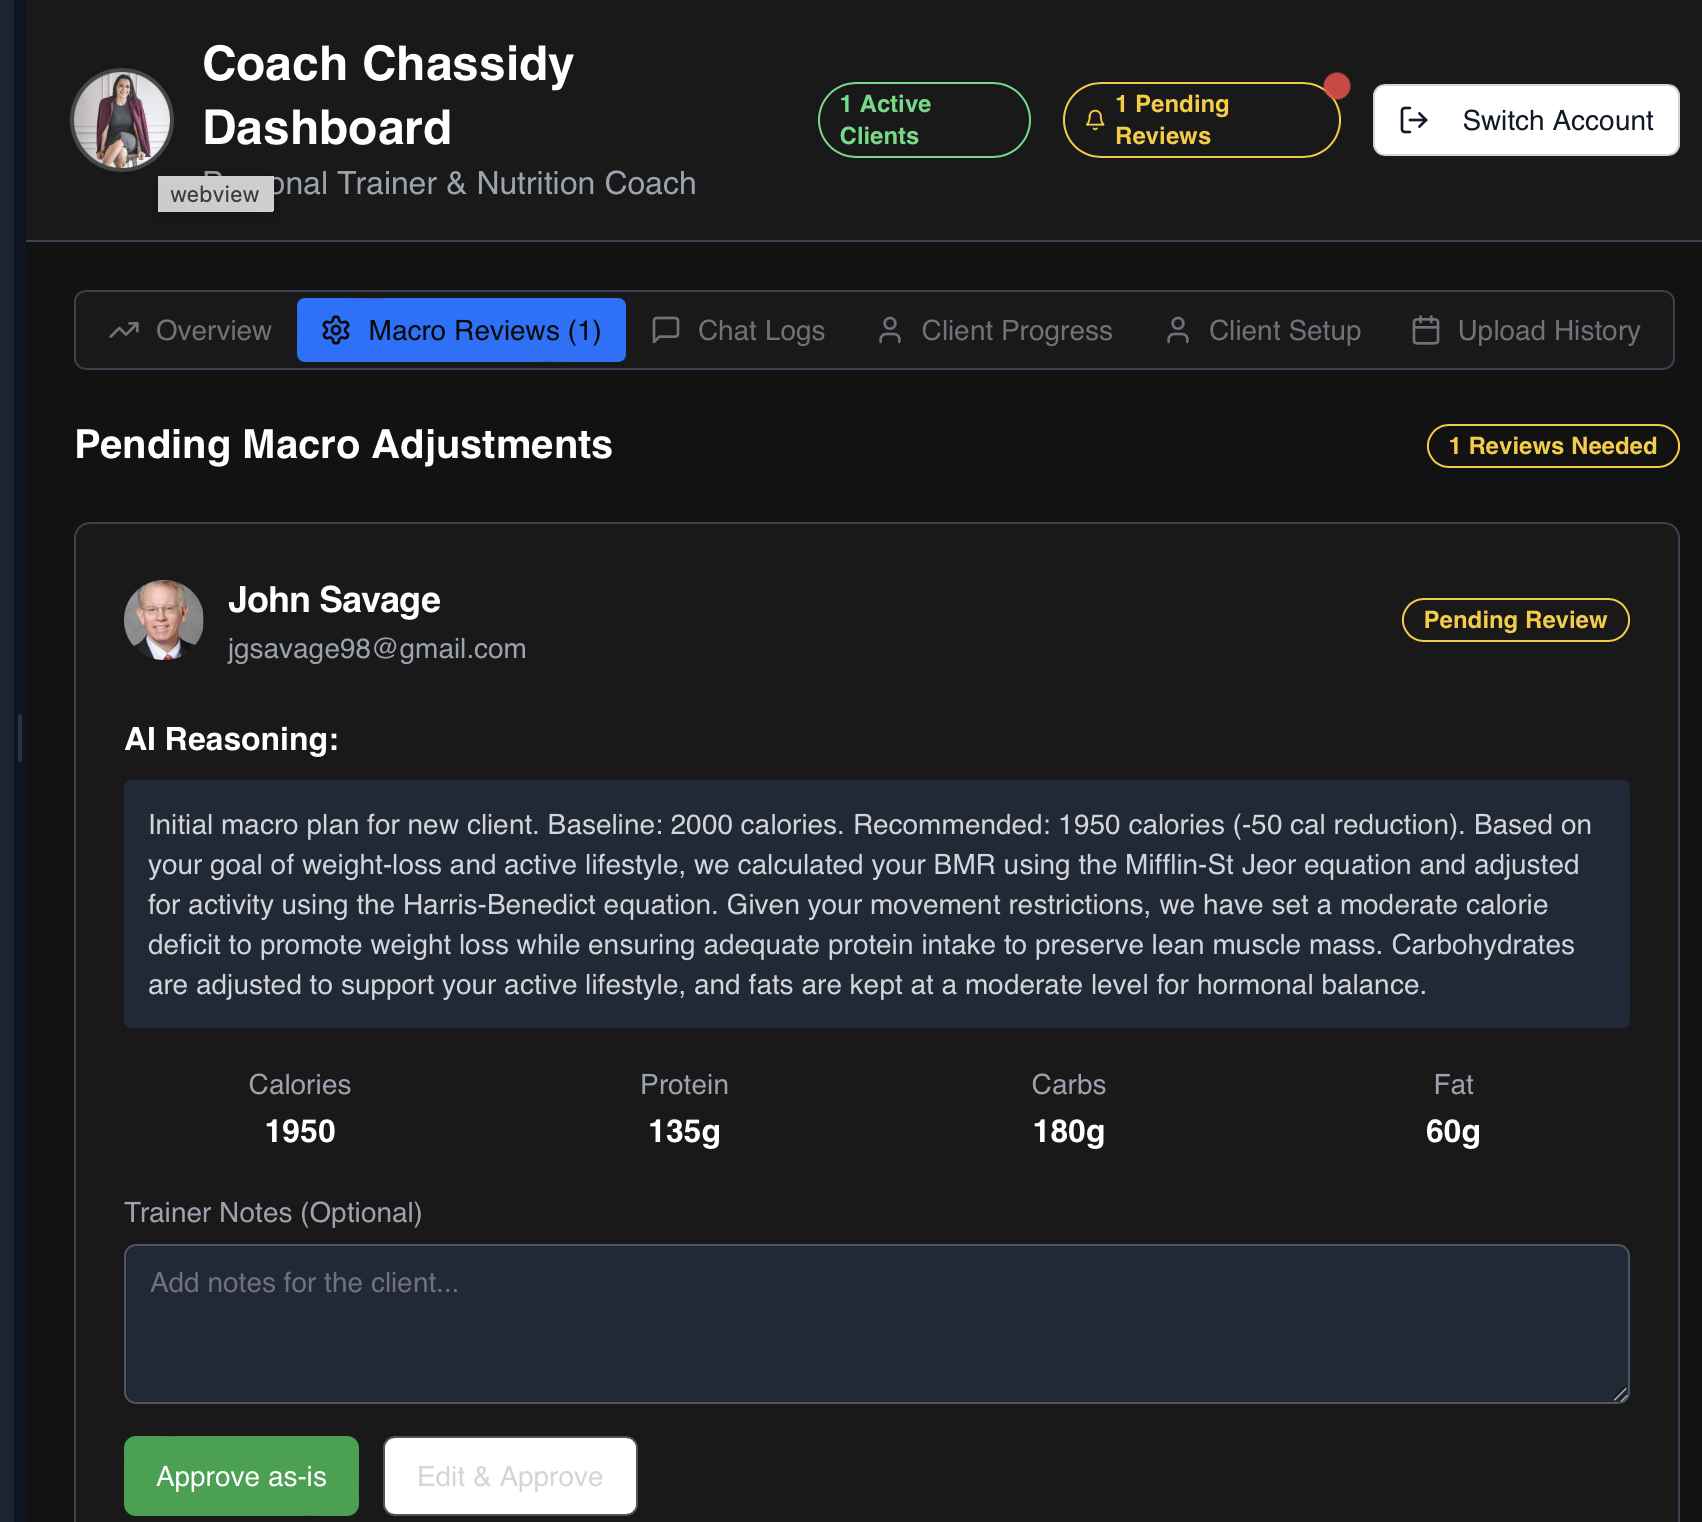 Coach Chassidy
Dashboard
onal Trainer & Nutrition Coach
webview
1 Active
Clients
1 Pending
Reviews
Switch Account
Overview
Macro Reviews (1)
Chat Logs
Client Progress
Client Setup
Upload History
Pending Macro Adjustments
1 Reviews Needed
John Savage
jgsavage98@gmail.com
Pending Review
AI Reasoning:
Initial macro plan for new client. Baseline: 2000 calories. Recommended: 1950 calories (-50 cal reduction). Based on
your goal of weight-loss and active lifestyle, we calculated your BMR using the Mifflin-St Jeor equation and adjusted
for activity using the Harris-Benedict equation. Given your movement restrictions, we have set a moderate calorie
deficit to promote weight loss while ensuring adequate protein intake to preserve lean muscle mass. Carbohydrates
are adjusted to support your active lifestyle, and fats are kept at a moderate level for hormonal balance.
Calories
1950
Protein
135g
Carbs
180g
Fat
60g
Trainer Notes (Optional)
Add notes for the client...
Approve as-is
Edit & Approve